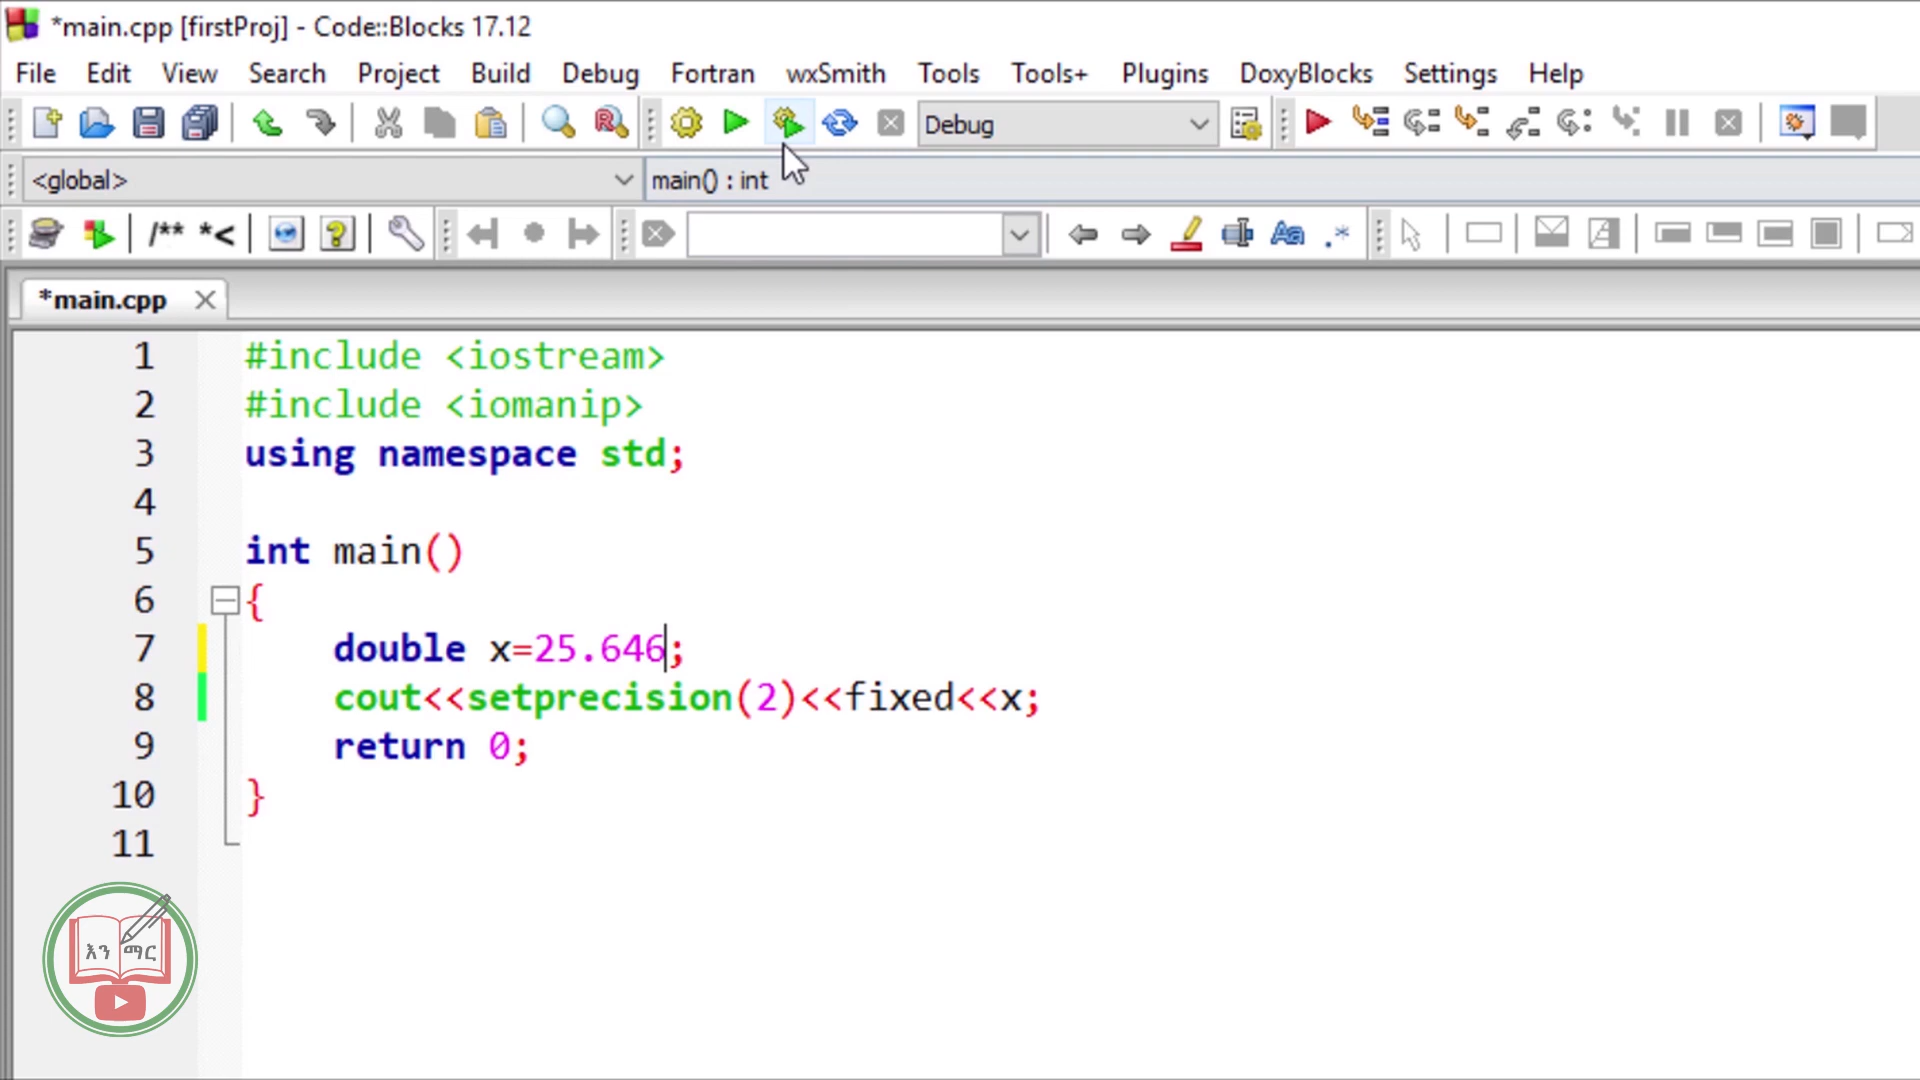 *main.cpp [firstProj] - Code::Blocks 17.12
File Edit View Search Project Build Debug Fortran wxSmith Tools Tools+ Plugins DoxyBlocks Settings Help
Debug
<global> main() : int
/** *<
*main.cpp
1 #include <iostream>
2 #include <iomanip>
3 using namespace std;
4
5 int main()
6 {
7 double x=25.646;
8 cout<<setprecision(2)<<fixed<<x;
9 return 0;
10 }
11
እን ማር